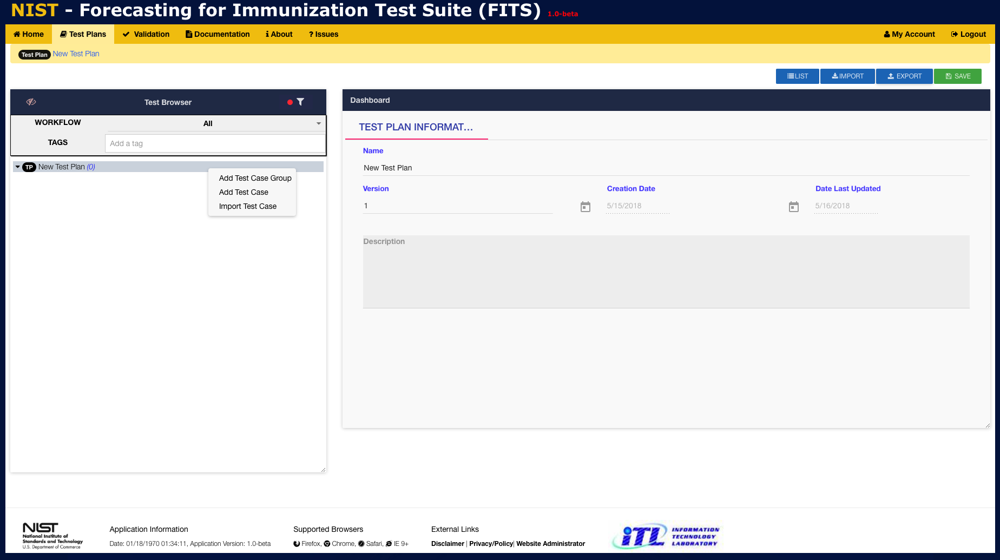 NIST - Forecasting for Immunization Test Suite (FITS) 1.0-beta
Home Test Plans Validation Documentation About Issues My Account Logout
Test Plan New Test Plan
LIST IMPORT EXPORT SAVE
Test Browser
WORKFLOW All
TAGS Add a tag
TP New Test Plan (0)
Add Test Case Group
Add Test Case
Import Test Case
Dashboard
TEST PLAN INFORMAT...
Name
New Test Plan
Version Creation Date Date Last Updated
1 5/15/2018 5/16/2018
Description
NIST
National Institute of
Standards and Technology
U.S. Department of Commerce
Application Information
Date: 01/18/1970 01:34:11, Application Version: 1.0-beta
Supported Browsers
Firefox, Chrome, Safari, IE 9+
External Links
Disclaimer | Privacy/Policy| Website Administrator
iTL INFORMATION
TECHNOLOGY
LABORATORY